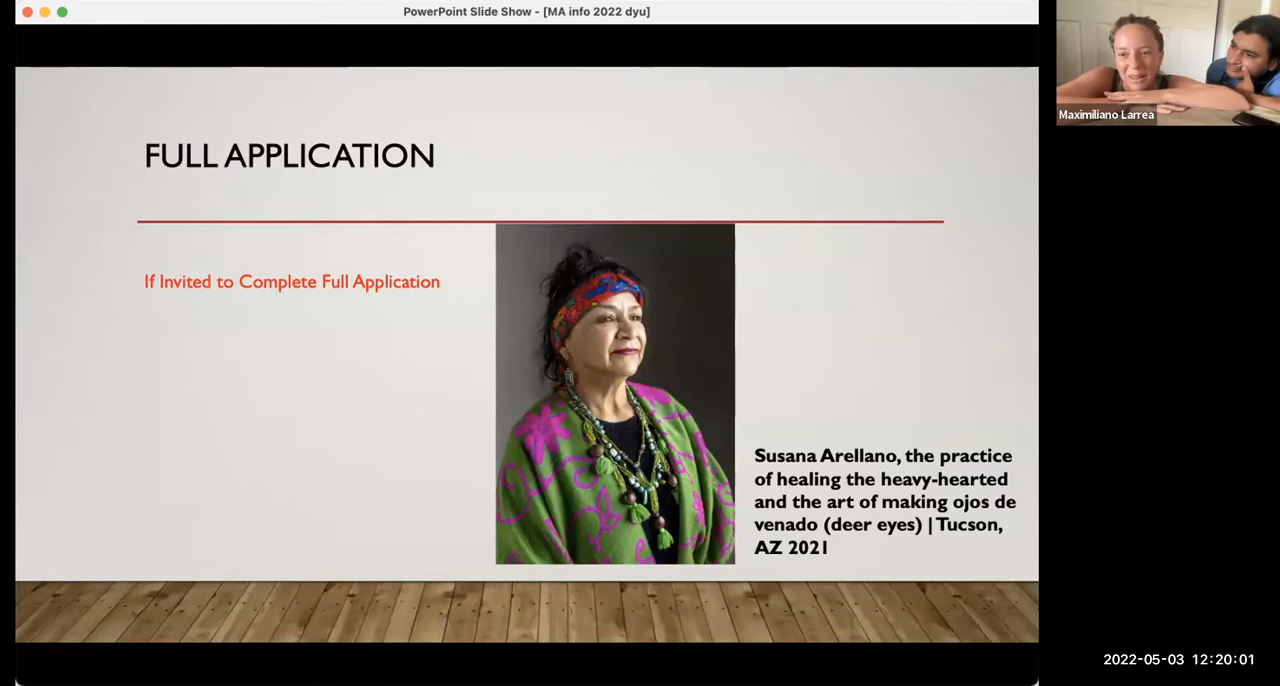 PowerPoint Slide Show - [MA info 2022 dyu]
FULL APPLICATION
If Invited to Complete Full Application
Susana Arellano, the practice
of healing the heavy-hearted
and the art of making ojos de
venado (deer eyes) | Tucson,
AZ 2021
Maximiliano Larrea
2022-05-03 12:20:01